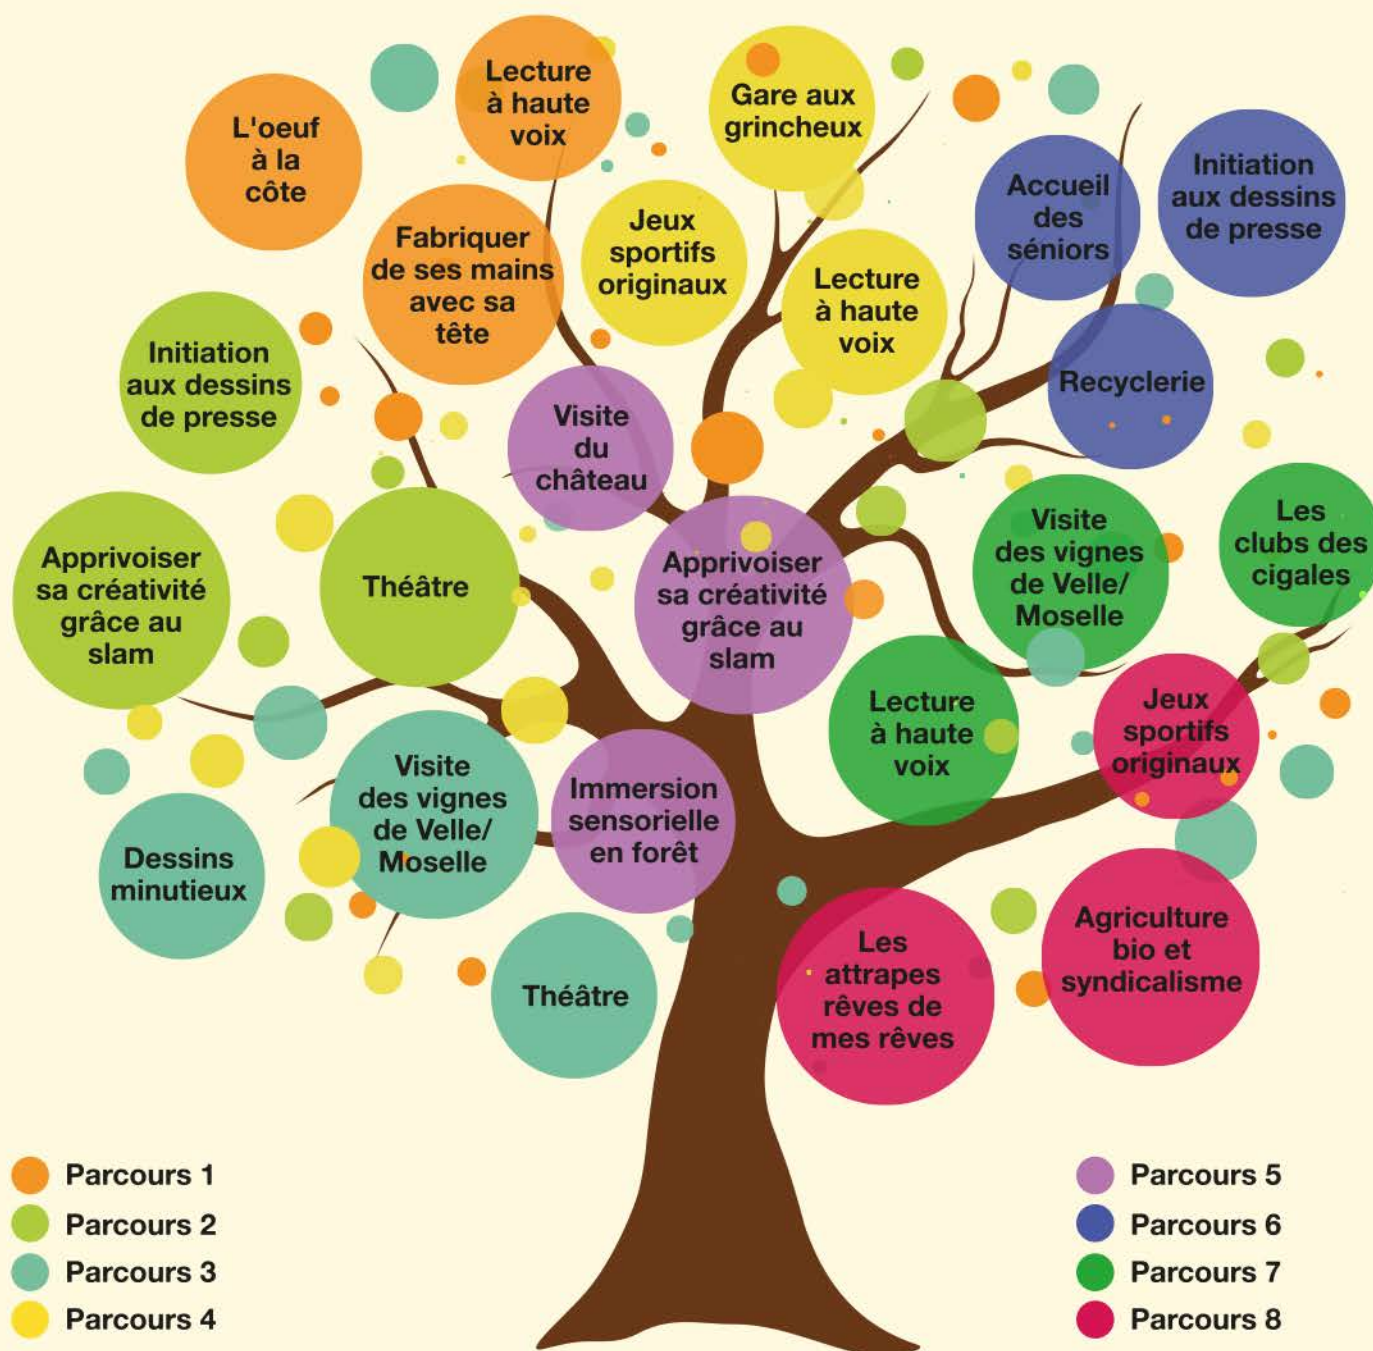 L'oeuf
à la
côte
Lecture
à haute
voix
Fabriquer
de ses mains
avec sa
tête
Gare aux
grincheux
Jeux
sportifs
originaux
Lecture
à haute
voix
Accueil
des
séniors
Initiation
aux dessins
de presse
Recyclerie
Initiation
aux dessins
de presse
Apprivoiser
sa créativité
grâce au
slam
Théâtre
Visite
du
château
Apprivoiser
sa créativité
grâce au
slam
Immersion
sensorielle
en forêt
Visite
des vignes
de Velle/
Moselle
Les
clubs des
cigales
Lecture
à haute
voix
Jeux
sportifs
originaux
Visite
des vignes
de Velle/
Moselle
Dessins
minutieux
Théâtre
Les
attrapes
rêves de
mes rêves
Agriculture
bio et
syndicalisme
Parcours 1
Parcours 2
Parcours 3
Parcours 4
Parcours 5
Parcours 6
Parcours 7
Parcours 8